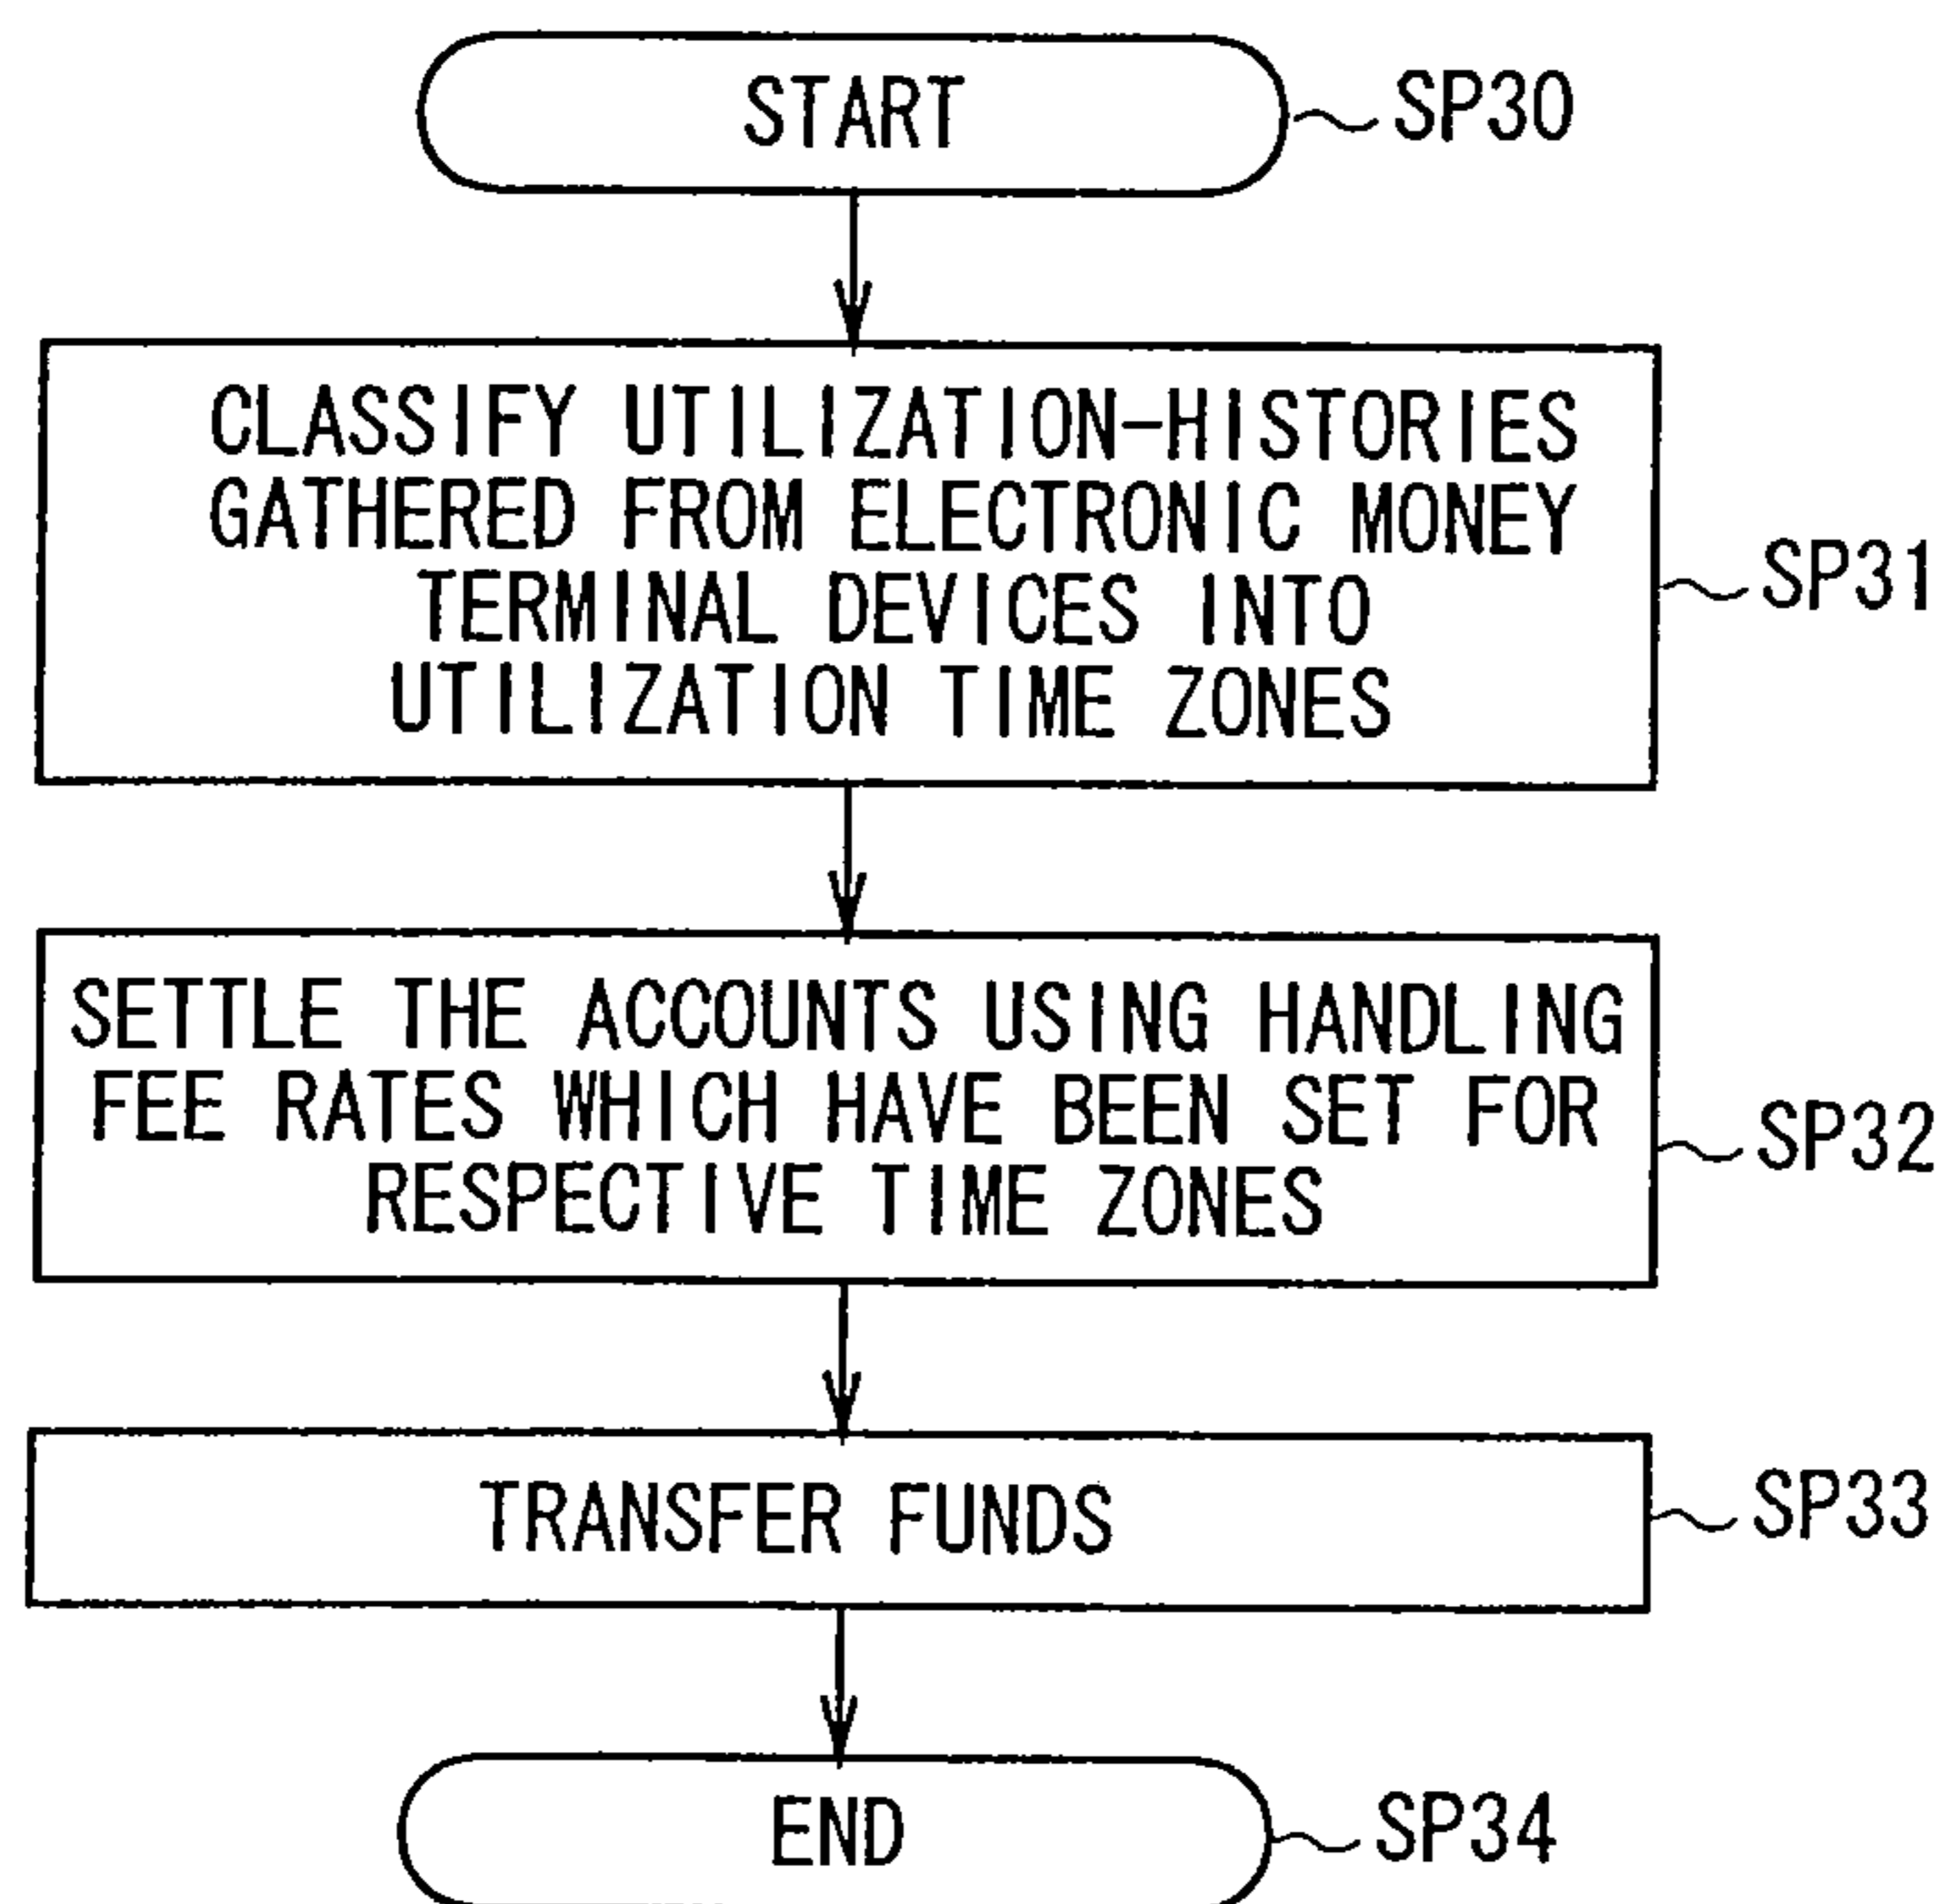 START
SP30
CLASSIFY UTILIZATION-HISTORIES
GATHERED FROM ELECTRONIC MONEY
TERMINAL DEVICES INTO
UTILIZATION TIME ZONES
SP31
SETTLE THE ACCOUNTS USING HANDLING
FEE RATES WHICH HAVE BEEN SET FOR
RESPECTIVE TIME ZONES
SP32
TRANSFER FUNDS
SP33
END
SP34